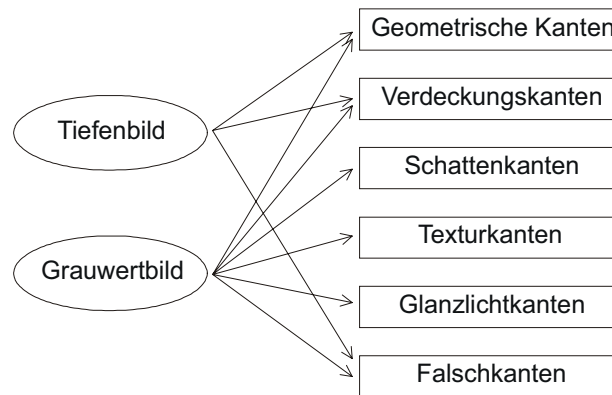 Geometrische Kanten
Verdeckungskanten
Tiefenbild
Schattenkanten
Texturkanten
Grauwertbild
Glanzlichtkanten
Falschkanten